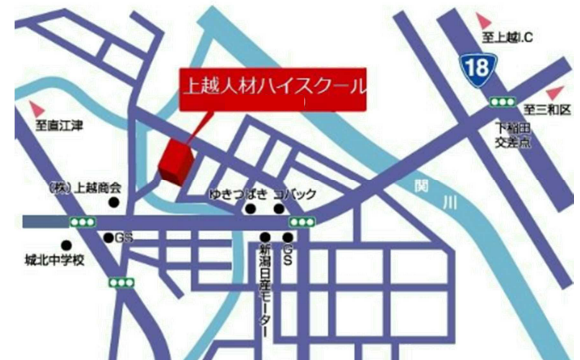 至上越I.C
18
上越人材ハイスクール
至三和区
下稲田
交差点
至直江津
関川
(株)上越商会
ゆきつばき コバック
GS
城北中学校
新潟日産モーター
GS